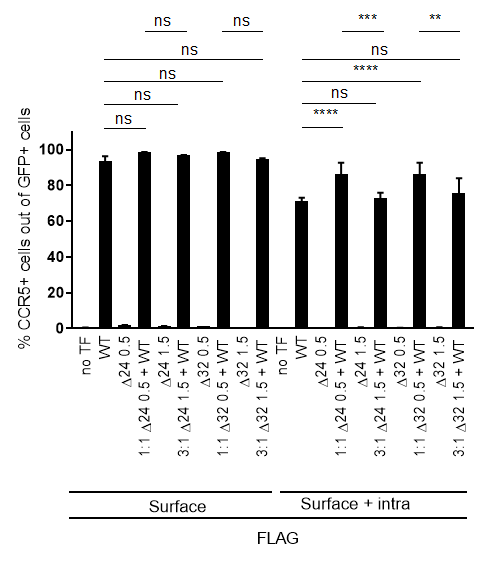 ns ns *** **
ns ns
ns ****
ns ns
ns ****
% CCR5+ cells out of GFP+ cells
100
80
60
40
20
0
no TF
WT
Δ24 0.5
1:1 Δ24 0.5 + WT
Δ24 1.5
3:1 Δ24 1.5 + WT
Δ32 0.5
1:1 Δ32 0.5 + WT
Δ32 1.5
3:1 Δ32 1.5 + WT
no TF
WT
Δ24 0.5
1:1 Δ24 0.5 + WT
Δ24 1.5
3:1 Δ24 1.5 + WT
Δ32 0.5
1:1 Δ32 0.5 + WT
Δ32 1.5
3:1 Δ32 1.5 + WT
Surface Surface + intra
FLAG